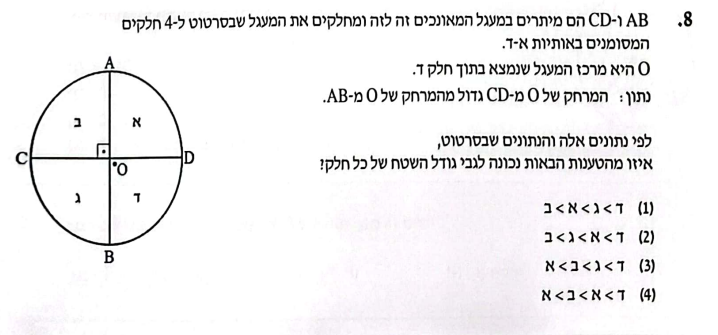 8. AB ו-CD הם מיתרים במעגל המאונכים זה לזה ומחלקים את המעגל שבסרטוט ל-4 חלקים
המסומנים באותיות א-ד.
O היא מרכז המעגל שנמצא בתוך חלק ד.
נתון: המרחק של O מ-CD גדול מהמרחק של O מ-AB.
לפי נתונים אלה והנתונים שבסרטוט,
איזו מהטענות הבאות נכונה לגבי גודל השטח של כל חלק?
(1) ד > ג > א > ב
(2) ד > א > ג > ב
(3) ד > ג > ב > א
(4) ד > א > ב > א
A
א
ב
C
D
O
ד
ג
B